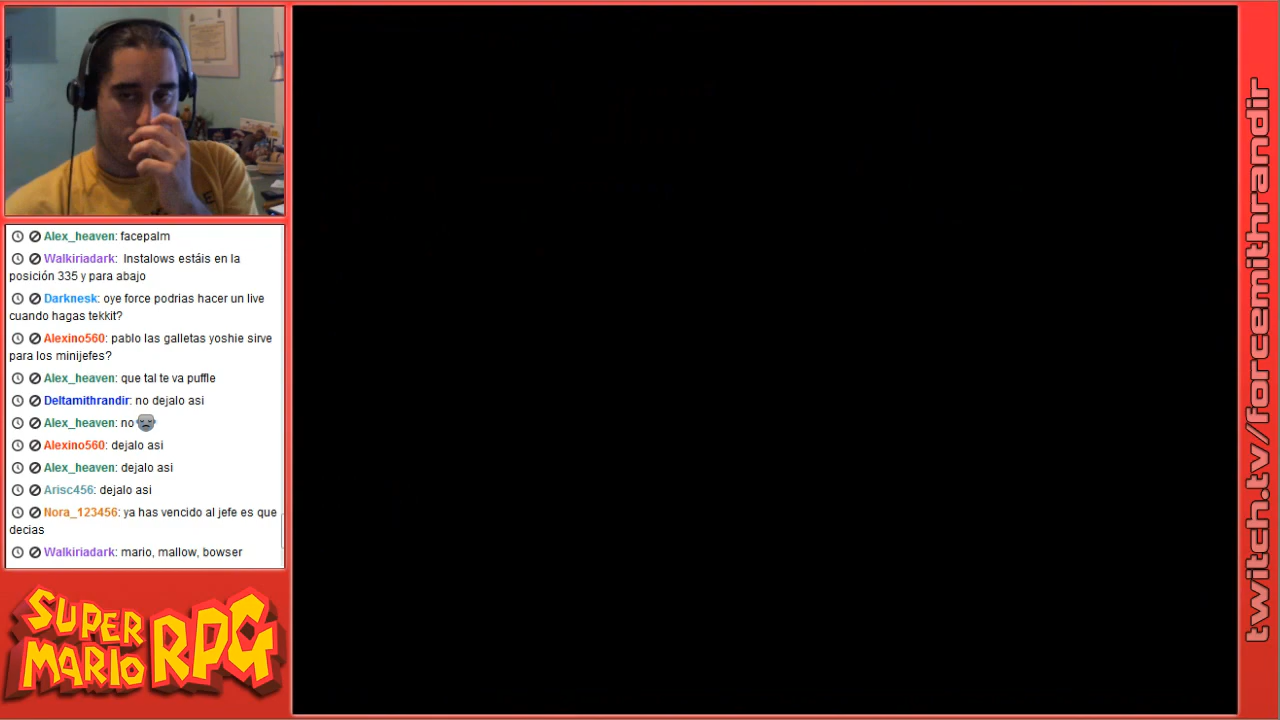 Alex_heaven: facepalm
Walkiriadark: Instalows estáis en la
posición 335 y para abajo
Darknesk: oye force podrias hacer un live
cuando hagas tekkit?
Alexino560: pablo las galletas yoshie sirve
para los minijefes?
Alex_heaven: que tal te va puffle
Deltamithrandir: no dejalo asi
Alex_heaven: no
Alexino560: dejalo asi
Alex_heaven: dejalo asi
Arisc456: dejalo asi
Nora_123456: ya has vencido al jefe es que
decias
Walkiriadark: mario, mallow, bowser
SUPER
MARIO RPG
twitch.tv/forcemithrandir